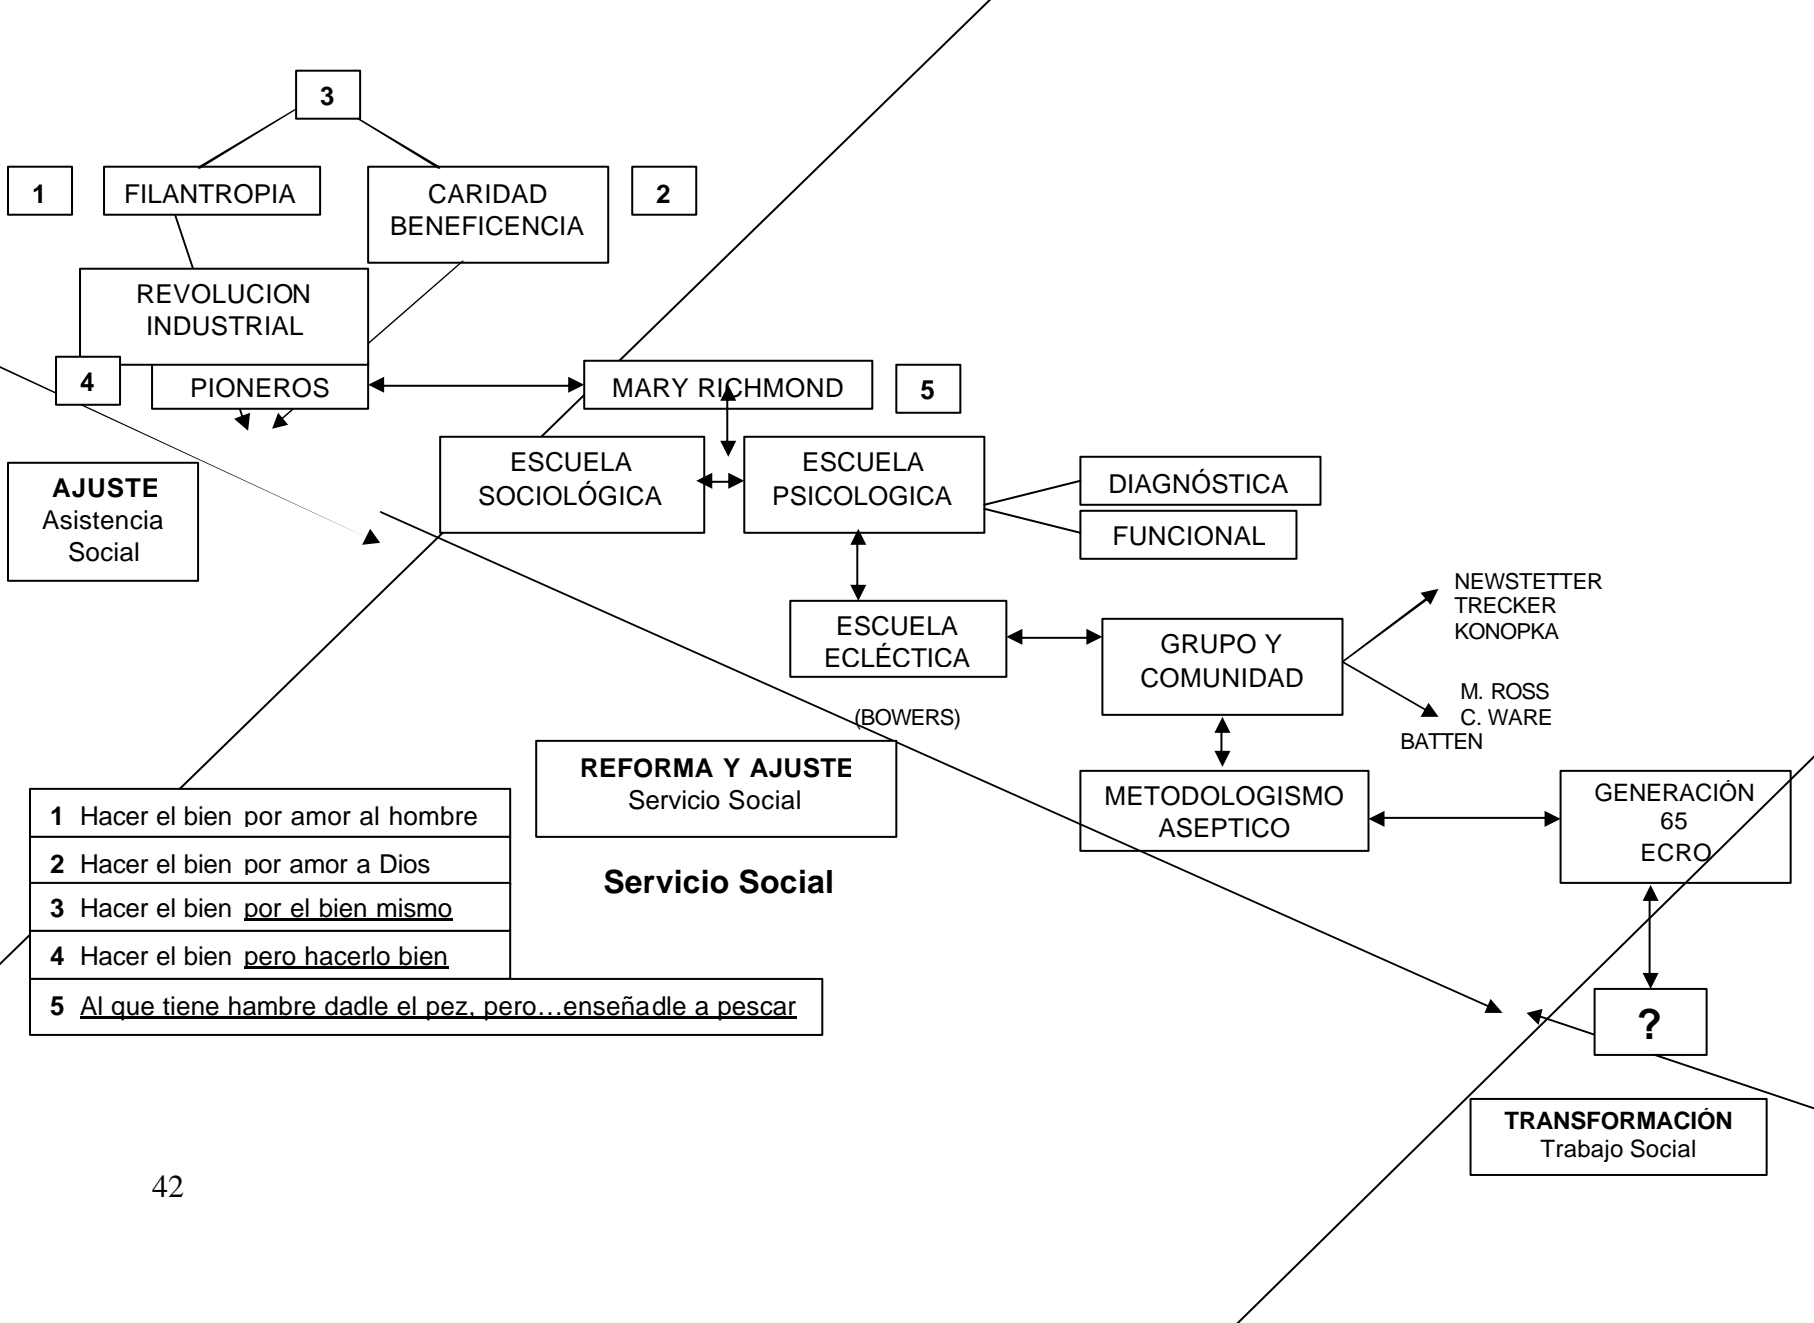 3
1
FILANTROPIA
CARIDAD
BENEFICENCIA
2
REVOLUCION
INDUSTRIAL
4
PIONEROS
MARY RICHMOND
5
AJUSTE
Asistencia
Social
ESCUELA
SOCIOLÓGICA
ESCUELA
PSICOLOGICA
DIAGNÓSTICA
FUNCIONAL
ESCUELA
ECLÉCTICA
(BOWERS)
GRUPO Y
COMUNIDAD
NEWSTETTER
TRECKER
KONOPKA
M. ROSS
C. WARE
BATTEN
REFORMA Y AJUSTE
Servicio Social
Servicio Social
METODOLOGISMO
ASEPTICO
GENERACIÓN
65
ECRO
1 Hacer el bien por amor al hombre
2 Hacer el bien por amor a Dios
3 Hacer el bien por el bien mismo
4 Hacer el bien pero hacerlo bien
5 Al que tiene hambre dadle el pez, pero…enseñadle a pescar
?
TRANSFORMACIÓN
Trabajo Social
42